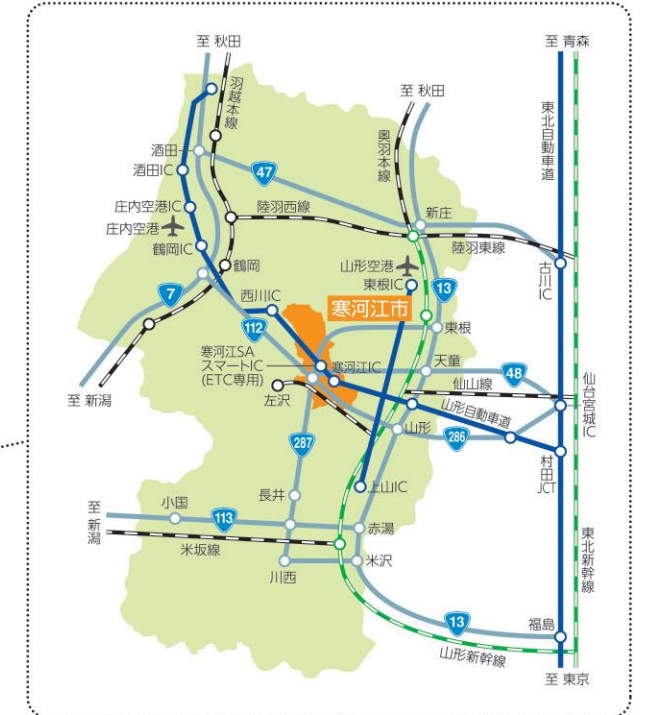 至 秋田
至 青森
羽越本線
至 秋田
奥羽本線
東北自動車道
酒田
酒田IC
47
庄内空港IC
陸羽西線
新庄
庄内空港
陸羽東線
鶴岡IC
鶴岡
山形空港
東根IC
13
古川IC
7
西川IC
寒河江市
112
東根
寒河江SA
スマートIC
(ETC専用)
寒河江IC
天童
48
仙山線
至 新潟
左沢
仙台宮城IC
山形自動車道
山形
286
287
村田JCT
上山IC
長井
小国
至 新潟
113
赤湯
米坂線
東北新幹線
川西
米沢
13
福島
山形新幹線
至 東京